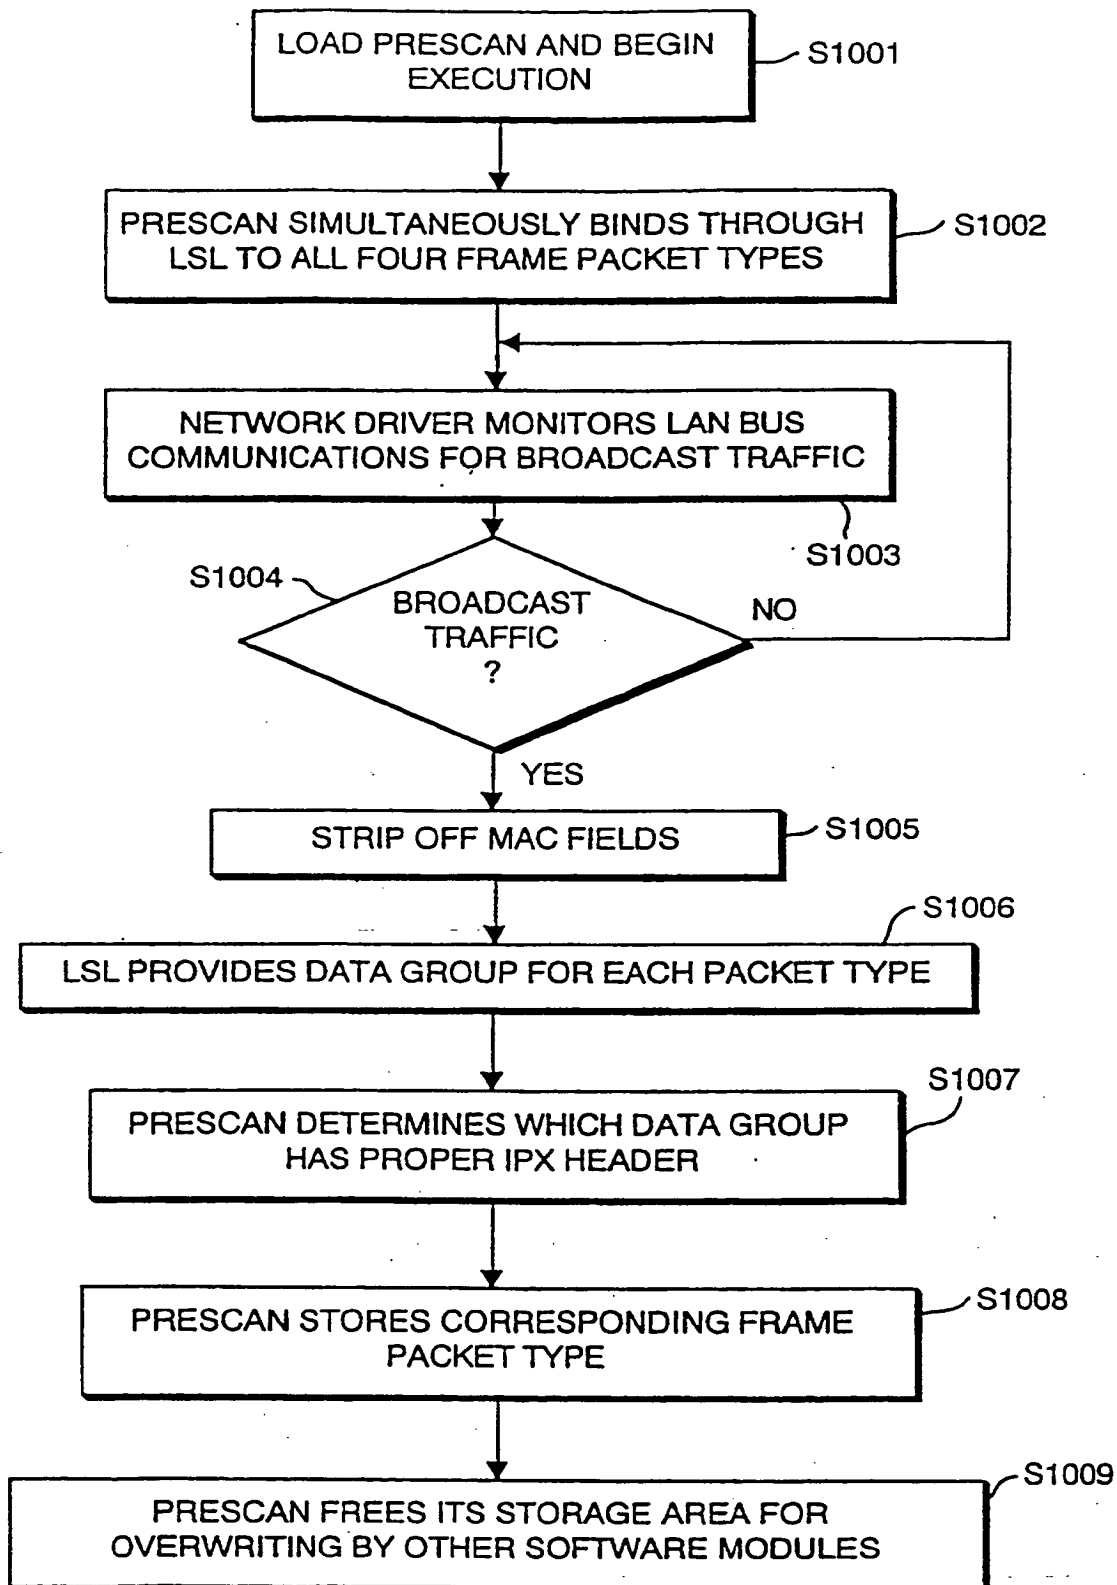 LOAD PRESCAN AND BEGIN
EXECUTION
S1001
PRESCAN SIMULTANEOUSLY BINDS THROUGH
LSL TO ALL FOUR FRAME PACKET TYPES
S1002
NETWORK DRIVER MONITORS LAN BUS
COMMUNICATIONS FOR BROADCAST TRAFFIC
S1003
S1004
BROADCAST
TRAFFIC
?
NO
YES
STRIP OFF MAC FIELDS
S1005
S1006
LSL PROVIDES DATA GROUP FOR EACH PACKET TYPE
S1007
PRESCAN DETERMINES WHICH DATA GROUP
HAS PROPER IPX HEADER
S1008
PRESCAN STORES CORRESPONDING FRAME
PACKET TYPE
S1009
PRESCAN FREES ITS STORAGE AREA FOR
OVERWRITING BY OTHER SOFTWARE MODULES